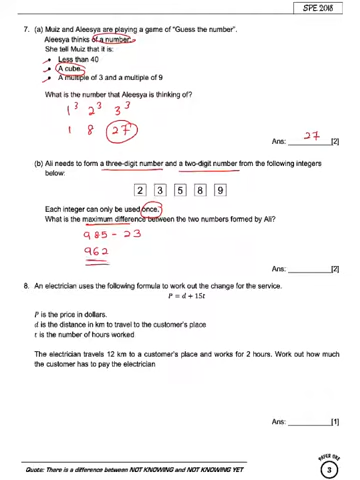 SPE 2018
7. (a) Muiz and Aleesya are playing a game of "Guess the number".
Aleesya thinks of a number.
She tell Muiz that it is:
Less than 40
A cube
A multiple of 3 and a multiple of 9
What is the number that Aleesya is thinking of?
1³ 2³ 3³
1 8 27
Ans: 27 [2]
(b) Ali needs to form a three-digit number and a two-digit number from the following integers
below:
2 3 5 8 9
Each integer can only be used once.
What is the maximum difference between the two numbers formed by Ali?
985 - 23
962
Ans: ________[2]
8. An electrician uses the following formula to work out the change for the service.
P = d + 15t
P is the price in dollars.
d is the distance in km to travel to the customer's place
t is the number of hours worked
The electrician travels 12 km to a customer's place and works for 2 hours. Work out how much
the customer has to pay the electrician
Ans: ________[1]
PAPER ONE
3
Quote: There is a difference between NOT KNOWING and NOT KNOWING YET